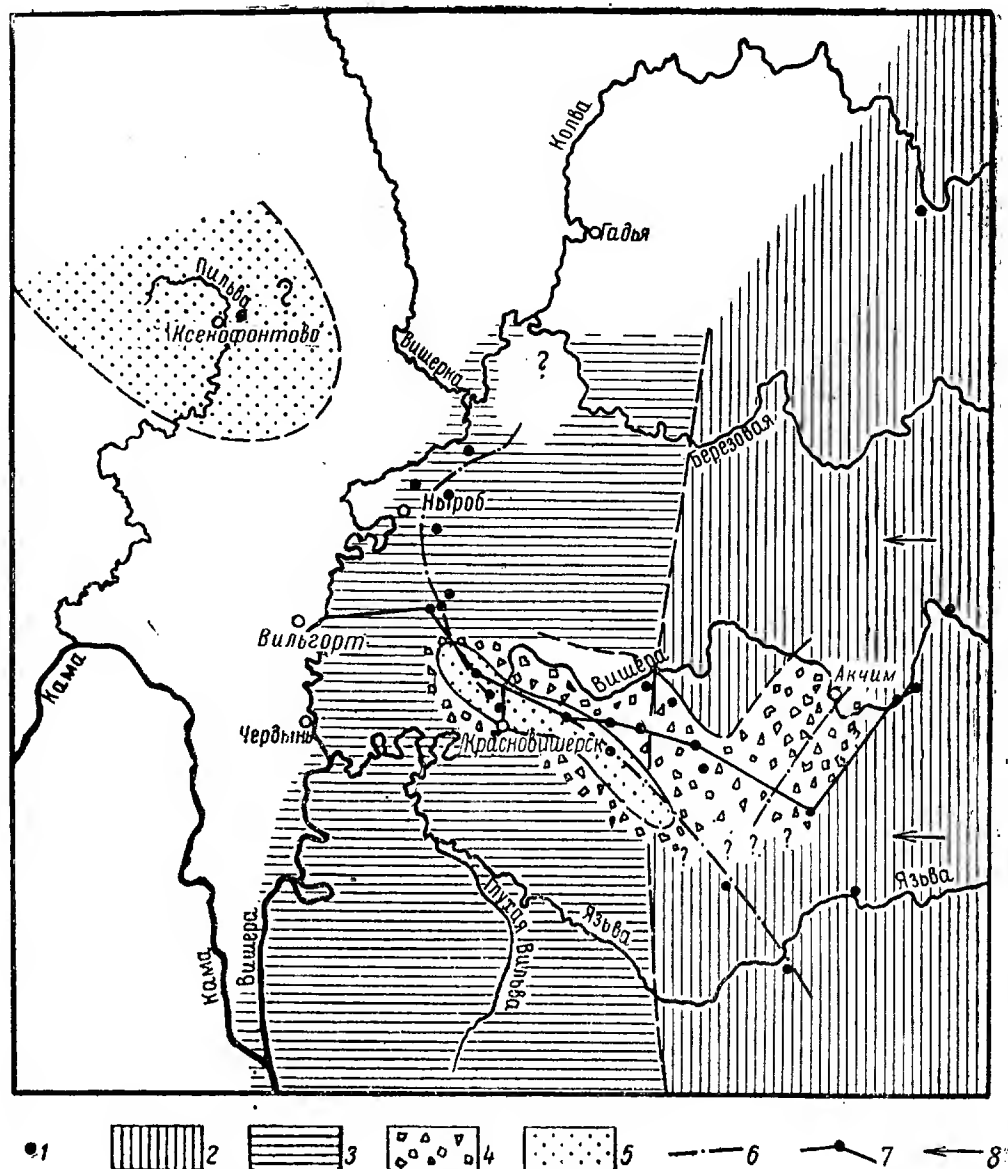 Колва
Гадья
Пильва
?
Ксенофонтово
Вишерка
?
Березовая
Ныроб
Вильгорт
Кама
Вишера
Акчим
Чердынь
Красновишерск
? ? ? ?
Язьва
Язьва
Глухая Вильва
Вишера
Кама
1 2 3 4 5 6 7 8